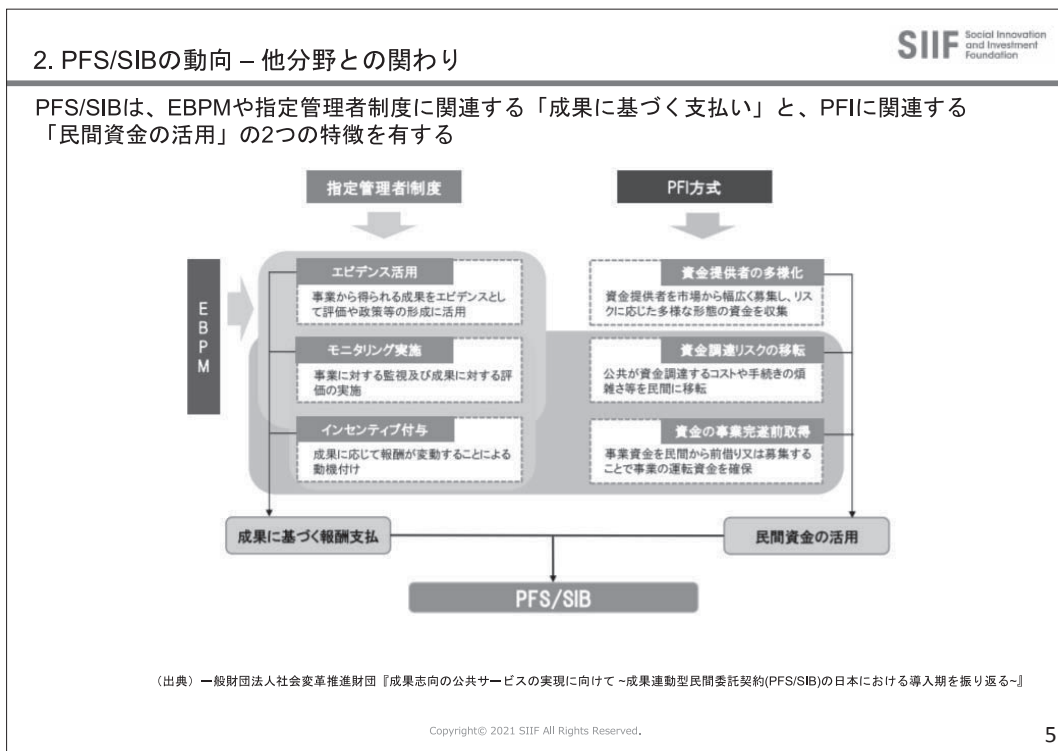 2. PFS/SIBの動向 – 他分野との関わり
SIIF Social Innovation
and Investment
Foundation
PFS/SIBは、EBPMや指定管理者制度に関連する「成果に基づく支払い」と、PFIに関連する
「民間資金の活用」の2つの特徴を有する
指定管理者制度
PFI方式
EBPM
エビデンス活用
事業から得られる成果をエビデンスとし
て評価や政策等の形成に活用
モニタリング実施
事業に対する監視及び成果に対する評
価の実施
インセンティブ付与
成果に応じて報酬が変動することによる
動機付け
資金提供者の多様化
資金提供者を市場から幅広く募集し、リス
クに応じた多様な形態の資金を収集
資金調達リスクの移転
公共が資金調達するコストや手続きの煩
雑さ等を民間に移転
資金の事業完遂前取得
事業資金を民間から前借り又は募集する
ことで事業の運転資金を確保
成果に基づく報酬支払
民間資金の活用
PFS/SIB
（出典）一般財団法人社会変革推進財団『成果志向の公共サービスの実現に向けて ~成果連動型民間委託契約(PFS/SIB)の日本における導入期を振り返る~』
Copyright© 2021 SIIF All Rights Reserved.
5